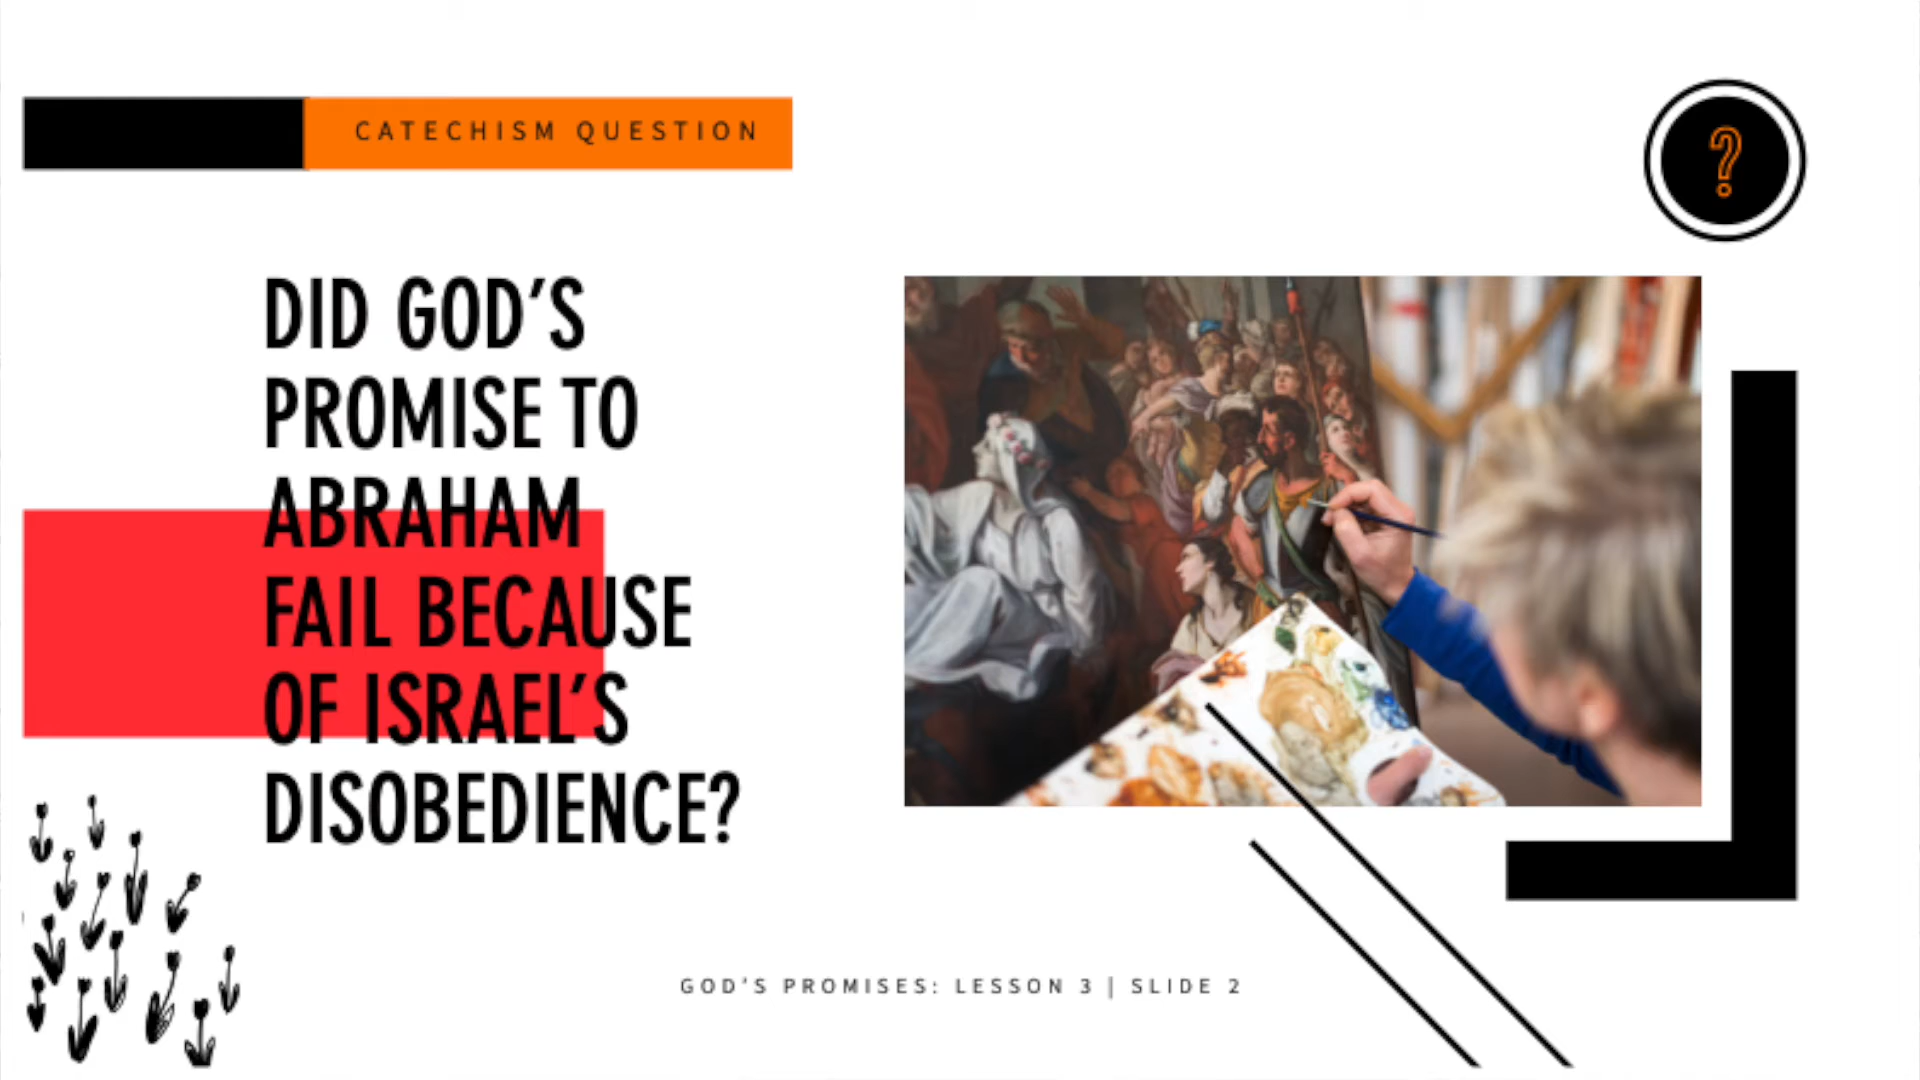 CATECHISM QUESTION
?
DID GOD'S
PROMISE TO
ABRAHAM
FAIL BECAUSE
OF ISRAEL'S
DISOBEDIENCE?
GOD'S PROMISES: LESSON 3 | SLIDE 2